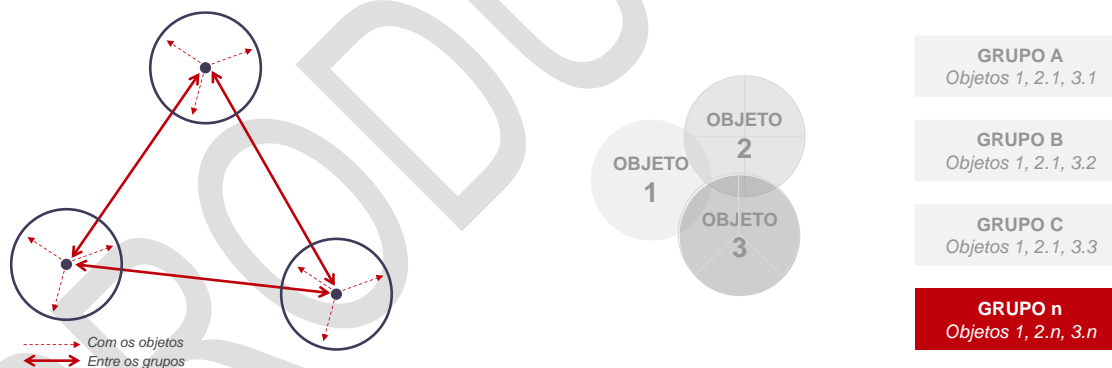 Com os objetos
Entre os grupos
OBJETO
1
OBJETO
2
OBJETO
3
GRUPO A
Objetos 1, 2.1, 3.1
GRUPO B
Objetos 1, 2.1, 3.2
GRUPO C
Objetos 1, 2.1, 3.3
GRUPO n
Objetos 1, 2.n, 3.n